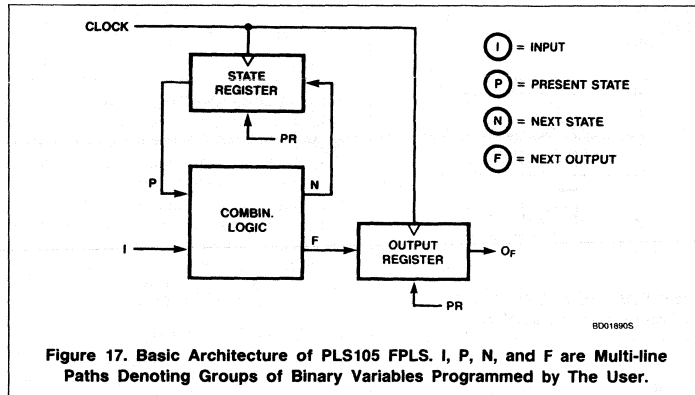 CLOCK
STATE
REGISTER
PR
P
N
COMBIN.
LOGIC
I
F
OUTPUT
REGISTER
OF
PR
I = INPUT
P = PRESENT STATE
N = NEXT STATE
F = NEXT OUTPUT
BD01890S
Figure 17. Basic Architecture of PLS105 FPLS. I, P, N, and F are Multi-line
Paths Denoting Groups of Binary Variables Programmed by The User.